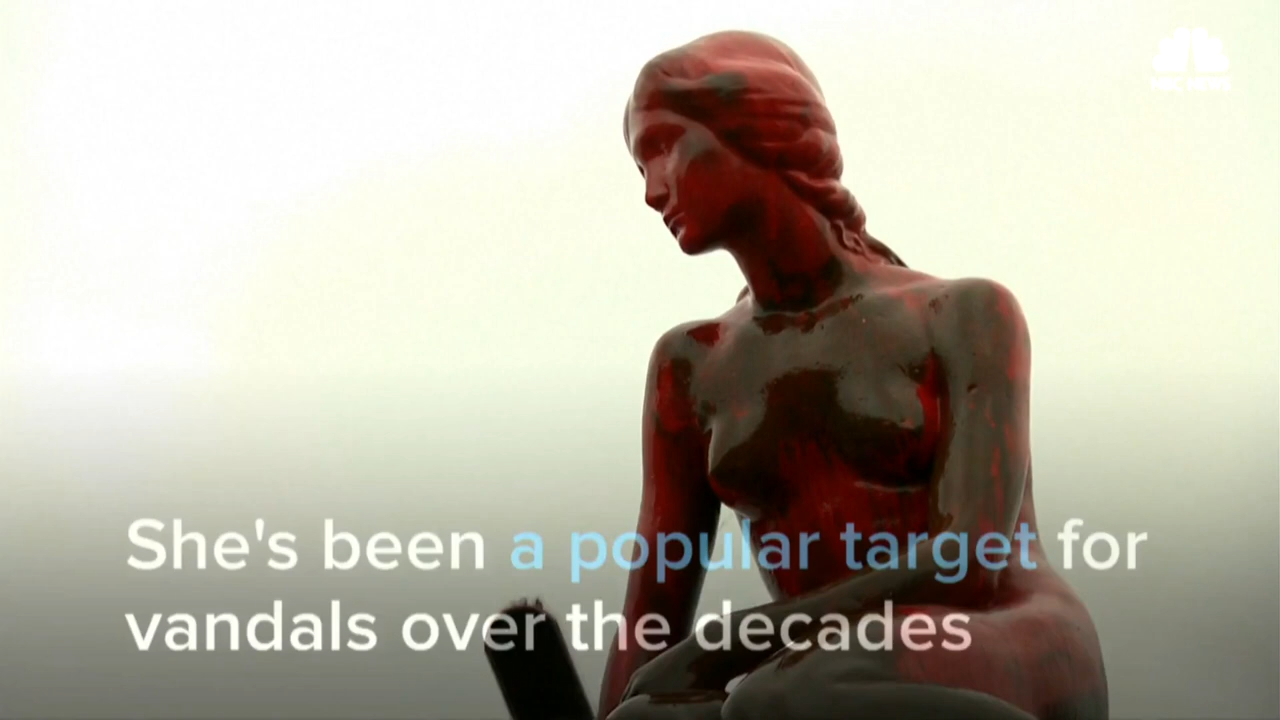 She's been a popular target for
vandals over the decades